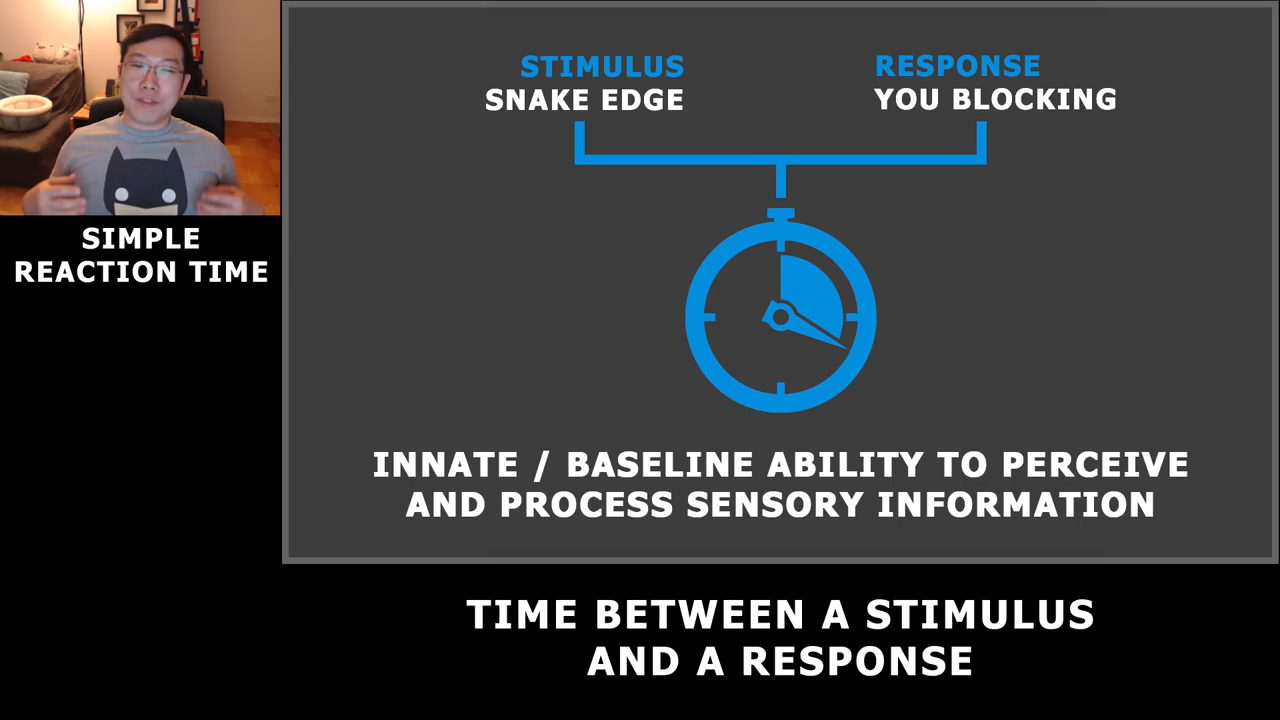 SIMPLE
REACTION TIME
STIMULUS
SNAKE EDGE
RESPONSE
YOU BLOCKING
INNATE / BASELINE ABILITY TO PERCEIVE
AND PROCESS SENSORY INFORMATION
TIME BETWEEN A STIMULUS
AND A RESPONSE